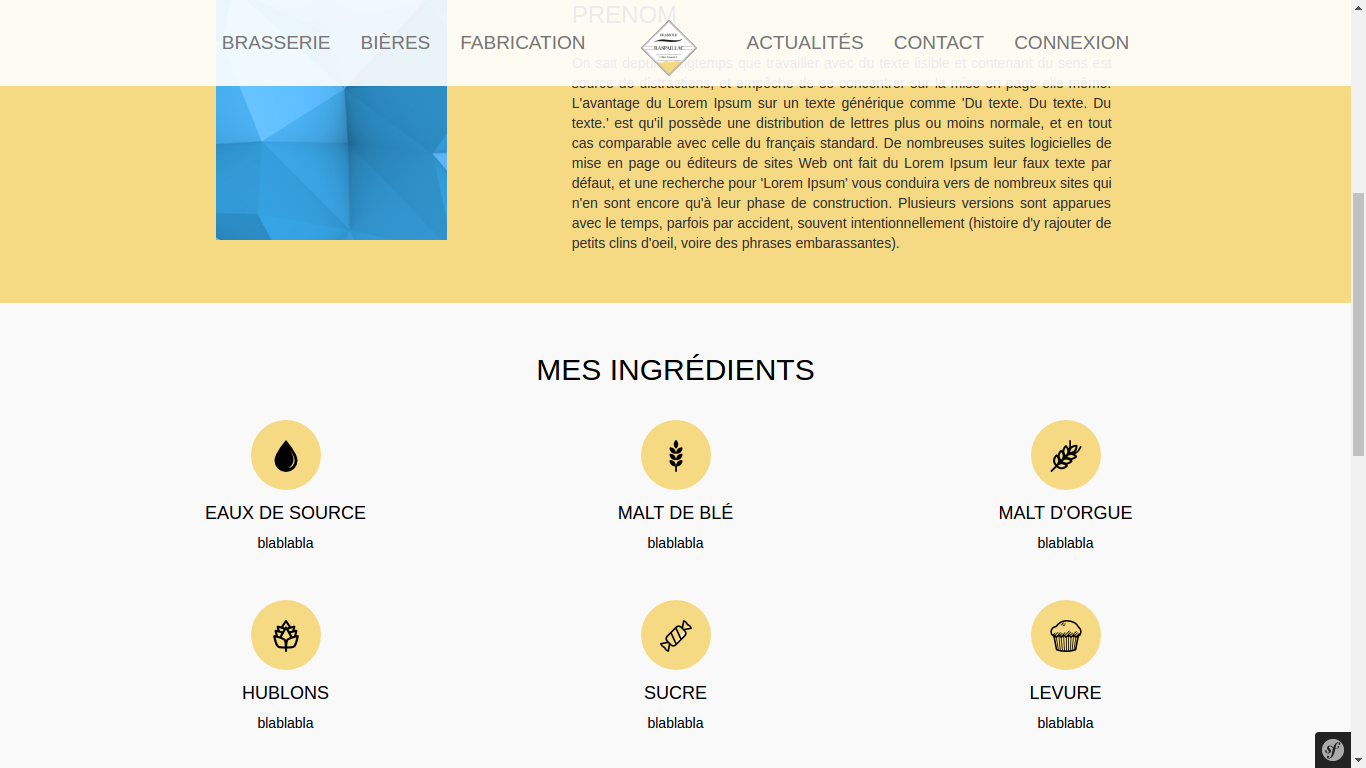 PRENOM
BRASSERIE BIÈRES FABRICATION
RASPAILLAC
ACTUALITÉS CONTACT CONNEXION
On sait depuis longtemps que travailler avec du texte lisible et contenant du sens est
source de distractions, et empêche de se concentrer sur la mise en page elle-même.
L'avantage du Lorem Ipsum sur un texte générique comme 'Du texte. Du texte. Du
texte.' est qu'il possède une distribution de lettres plus ou moins normale, et en tout
cas comparable avec celle du français standard. De nombreuses suites logicielles de
mise en page ou éditeurs de sites Web ont fait du Lorem Ipsum leur faux texte par
défaut, et une recherche pour 'Lorem Ipsum' vous conduira vers de nombreux sites qui
n'en sont encore qu'à leur phase de construction. Plusieurs versions sont apparues
avec le temps, parfois par accident, souvent intentionnellement (histoire d'y rajouter de
petits clins d'oeil, voire des phrases embarassantes).
MES INGRÉDIENTS
EAUX DE SOURCE
blablabla
MALT DE BLÉ
blablabla
MALT D'ORGUE
blablabla
HUBLONS
blablabla
SUCRE
blablabla
LEVURE
blablabla
sf